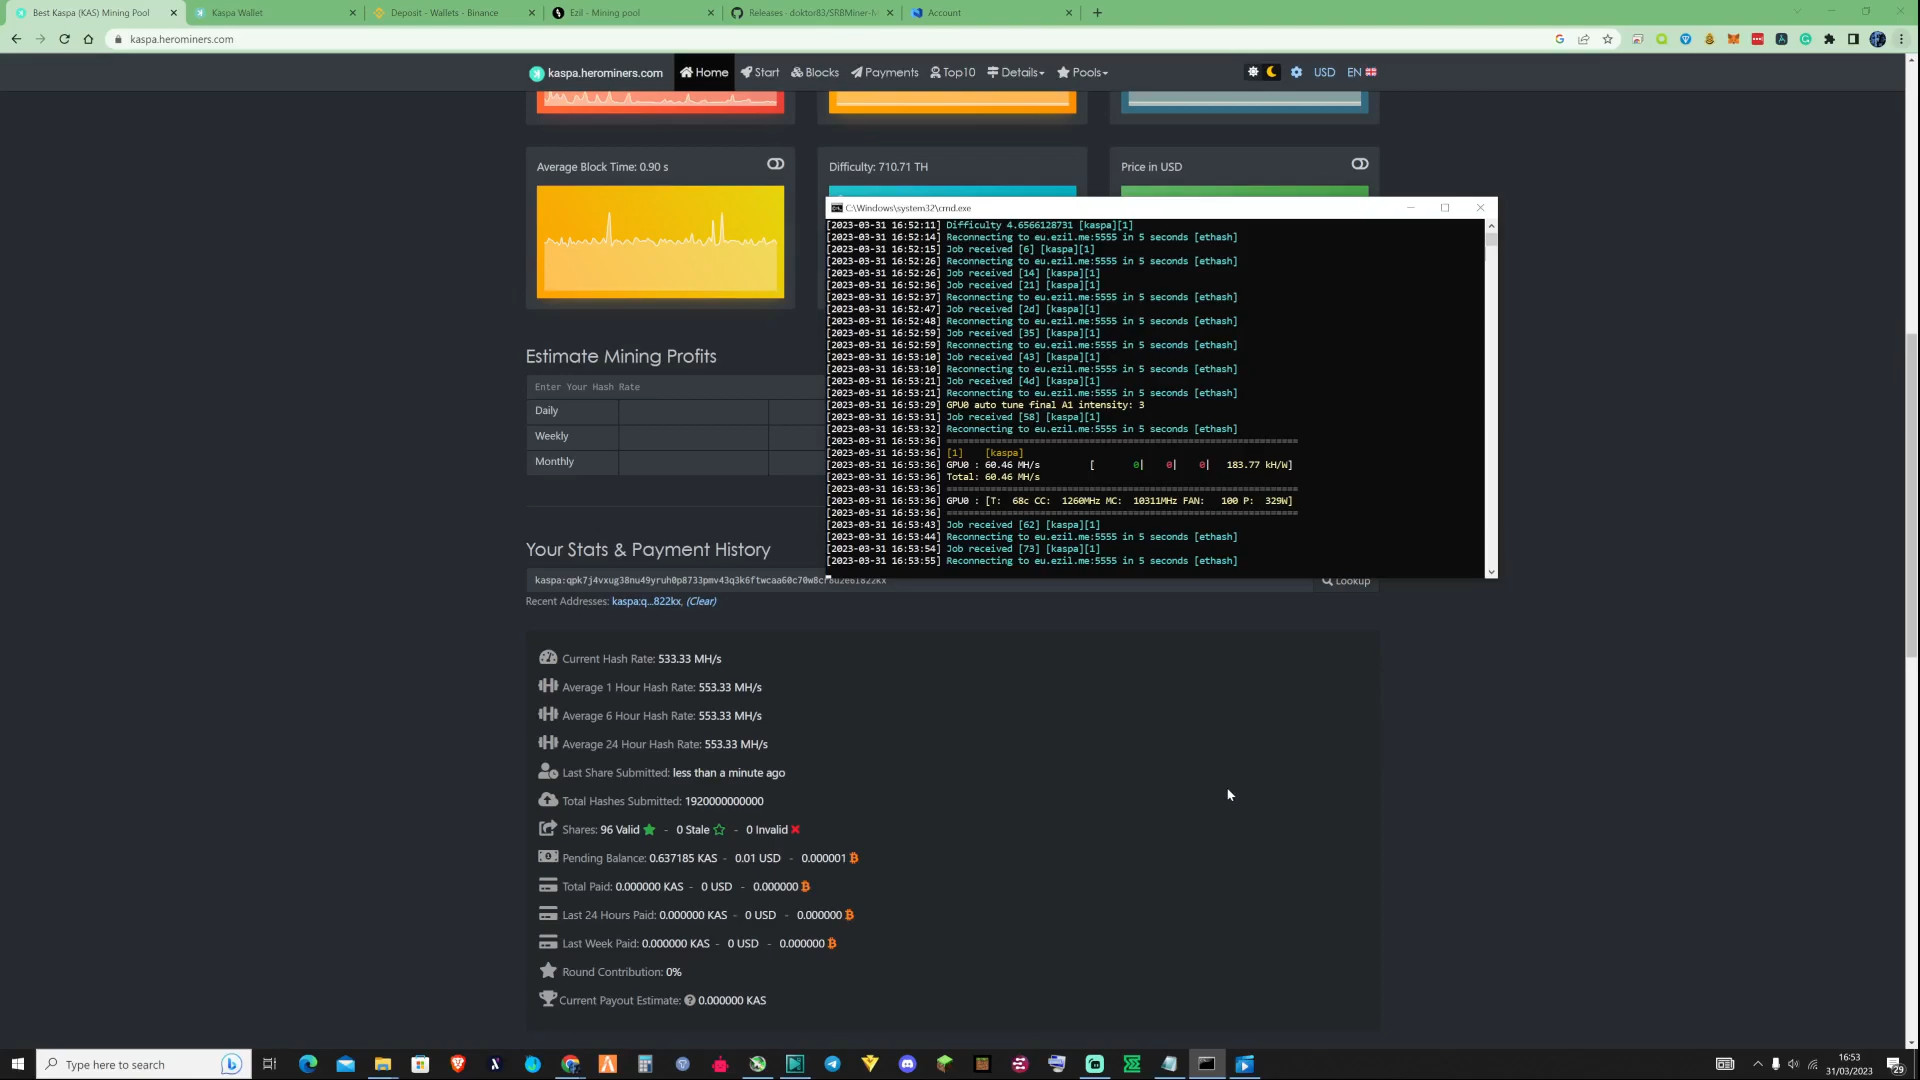 Best Kaspa (KAS) Mining Pool
Kaspa Wallet
Deposit - Wallets - Binance
Ezil - Mining pool
Releases · doktor83/SRBMiner-M
Account
kaspa.herominers.com
kaspa.herominers.com Home Start Blocks Payments Top10 Details Pools USD EN
Average Block Time: 0.90 s
Difficulty: 710.71 TH
Price in USD
C:\Windows\system32\cmd.exe
[2023-03-31 16:52:11] Difficulty 4.6566128731 [kaspa][1]
[2023-03-31 16:52:14] Reconnecting to eu.ezil.me:5555 in 5 seconds [ethash]
[2023-03-31 16:52:15] Job received [6] [kaspa][1]
[2023-03-31 16:52:26] Reconnecting to eu.ezil.me:5555 in 5 seconds [ethash]
[2023-03-31 16:52:26] Job received [14] [kaspa][1]
[2023-03-31 16:52:36] Job received [21] [kaspa][1]
[2023-03-31 16:52:37] Reconnecting to eu.ezil.me:5555 in 5 seconds [ethash]
[2023-03-31 16:52:47] Job received [2d] [kaspa][1]
[2023-03-31 16:52:48] Reconnecting to eu.ezil.me:5555 in 5 seconds [ethash]
[2023-03-31 16:52:59] Job received [35] [kaspa][1]
[2023-03-31 16:52:59] Reconnecting to eu.ezil.me:5555 in 5 seconds [ethash]
[2023-03-31 16:53:10] Job received [43] [kaspa][1]
[2023-03-31 16:53:10] Reconnecting to eu.ezil.me:5555 in 5 seconds [ethash]
[2023-03-31 16:53:21] Job received [4d] [kaspa][1]
[2023-03-31 16:53:21] Reconnecting to eu.ezil.me:5555 in 5 seconds [ethash]
[2023-03-31 16:53:29] GPU0 auto tune final A1 intensity: 3
[2023-03-31 16:53:31] Job received [58] [kaspa][1]
[2023-03-31 16:53:32] Reconnecting to eu.ezil.me:5555 in 5 seconds [ethash]
[2023-03-31 16:53:36] ==========================================================
[2023-03-31 16:53:36] [1] [kaspa]
[2023-03-31 16:53:36] GPU0 : 60.46 MH/s [ 0| 0| 0| 183.77 kH/W]
[2023-03-31 16:53:36] Total: 60.46 MH/s
[2023-03-31 16:53:36] ==========================================================
[2023-03-31 16:53:36] GPU0 : [T: 68c CC: 1260MHz MC: 10311MHz FAN: 100 P: 329W]
[2023-03-31 16:53:36] ==========================================================
[2023-03-31 16:53:43] Job received [62] [kaspa][1]
[2023-03-31 16:53:44] Reconnecting to eu.ezil.me:5555 in 5 seconds [ethash]
[2023-03-31 16:53:54] Job received [73] [kaspa][1]
[2023-03-31 16:53:55] Reconnecting to eu.ezil.me:5555 in 5 seconds [ethash]
Estimate Mining Profits
Enter Your Hash Rate
Daily
Weekly
Monthly
Your Stats & Payment History
Lookup
Recent Addresses: kaspa:q...822kx, (Clear)
Current Hash Rate: 533.33 MH/s
Average 1 Hour Hash Rate: 553.33 MH/s
Average 6 Hour Hash Rate: 553.33 MH/s
Average 24 Hour Hash Rate: 553.33 MH/s
Last Share Submitted: less than a minute ago
Total Hashes Submitted: 1920000000000
Shares: 96 Valid - 0 Stale - 0 Invalid
Pending Balance: 0.637185 KAS - 0.01 USD - 0.000001
Total Paid: 0.000000 KAS - 0 USD - 0.000000
Last 24 Hours Paid: 0.000000 KAS - 0 USD - 0.000000
Last Week Paid: 0.000000 KAS - 0 USD - 0.000000
Round Contribution: 0%
Current Payout Estimate: 0.000000 KAS
Type here to search
16:53
31/03/2023
29